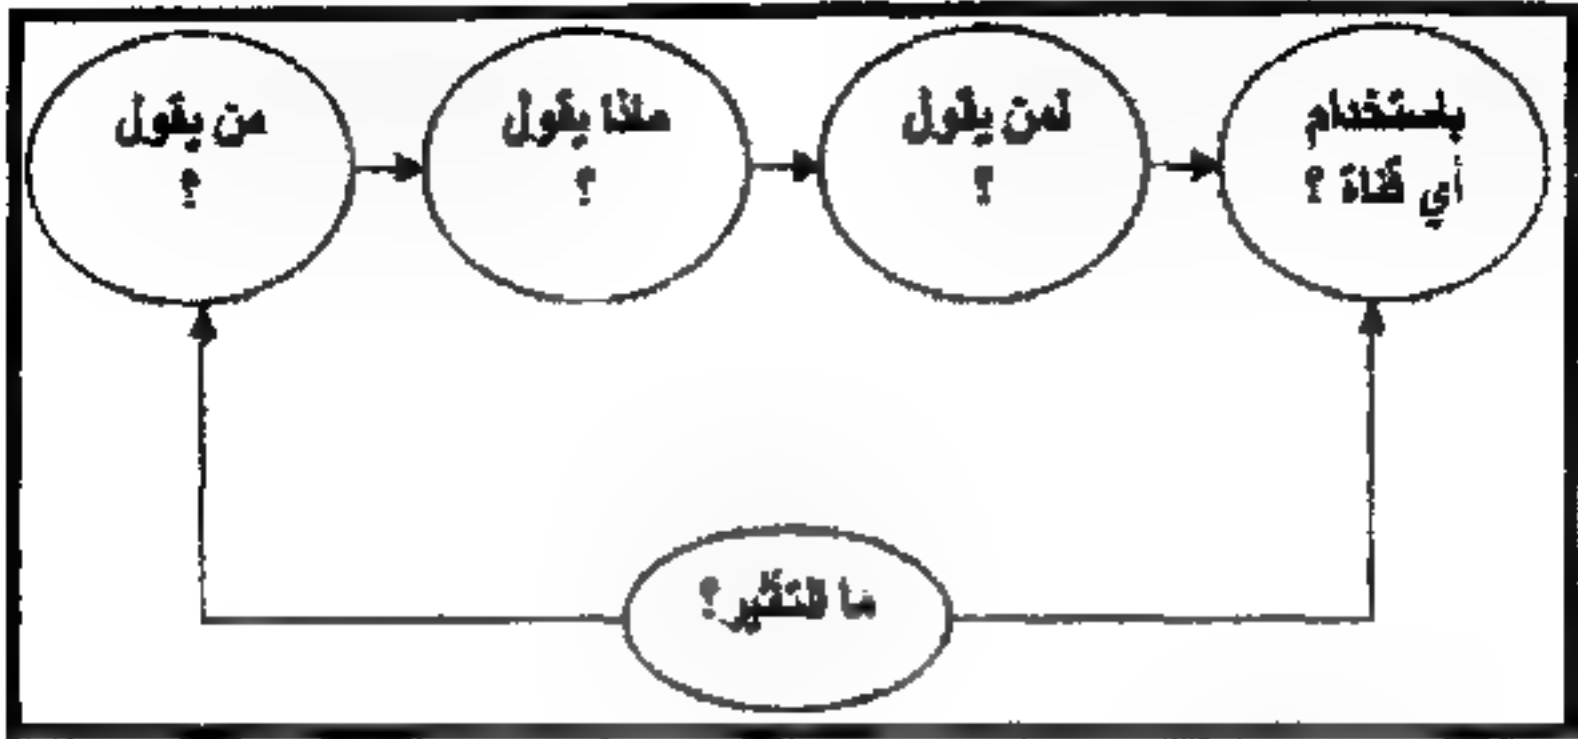 من يقول
؟
ماذا يقول
؟
لمن يقول
؟
باستخدام
أي قناة ؟
ما التأثير؟